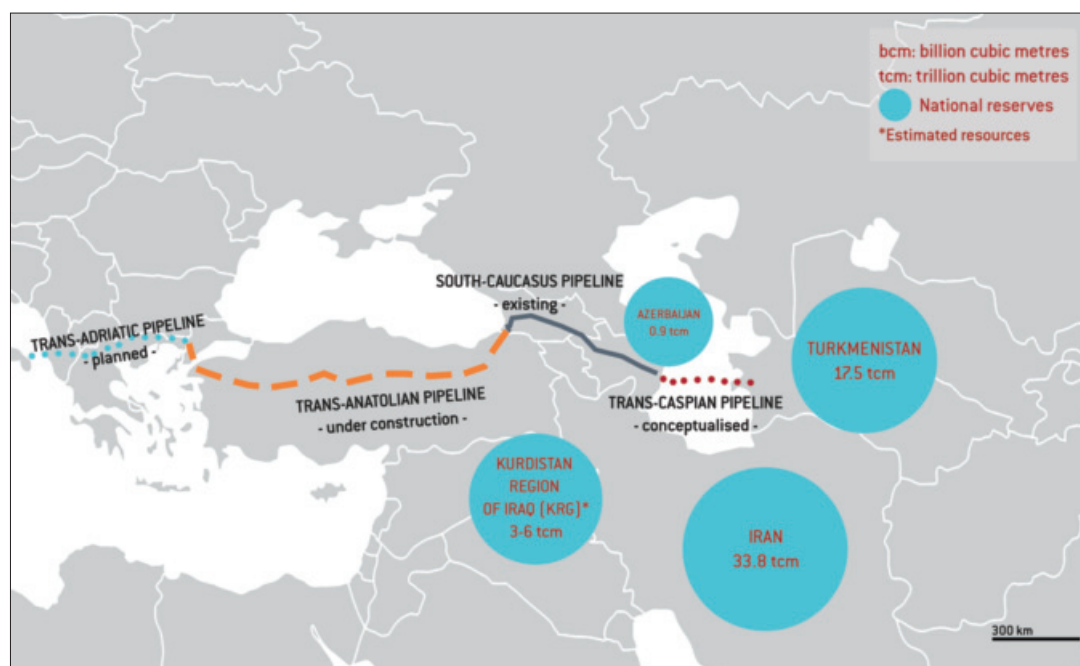 bcm: billion cubic metres
tcm: trillion cubic metres
National reserves
*Estimated resources
SOUTH-CAUCASUS PIPELINE
- existing -
AZERBAIJAN
0.9 tcm
TRANS-ADRIATIC PIPELINE
- planned -
TURKMENISTAN
17.5 tcm
TRANS-ANATOLIAN PIPELINE
- under construction -
TRANS-CASPIAN PIPELINE
- conceptualised -
KURDISTAN
REGION
OF IRAQ (KRG)*
3-6 tcm
IRAN
33.8 tcm
300 km